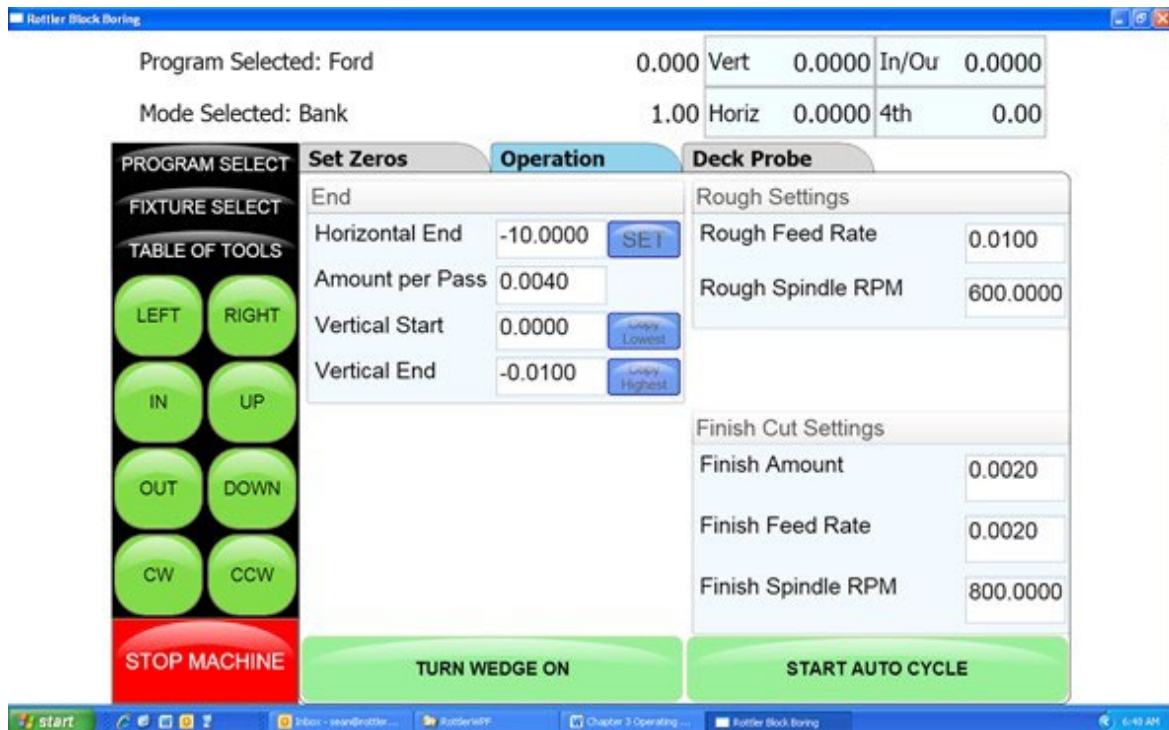 Rottler Block Boring
Program Selected: Ford 0.000 Vert 0.0000 In/Ou 0.0000
Mode Selected: Bank 1.00 Horiz 0.0000 4th 0.00
PROGRAM SELECT
FIXTURE SELECT
TABLE OF TOOLS
LEFT RIGHT
IN UP
OUT DOWN
CW CCW
STOP MACHINE
Set Zeros Operation Deck Probe
End
Horizontal End -10.0000 SET
Amount per Pass 0.0040
Vertical Start 0.0000 Copy Lowest
Vertical End -0.0100 Copy Highest
Rough Settings
Rough Feed Rate 0.0100
Rough Spindle RPM 600.0000
Finish Cut Settings
Finish Amount 0.0020
Finish Feed Rate 0.0020
Finish Spindle RPM 800.0000
TURN WEDGE ON START AUTO CYCLE
start Inbox - sean@rottler... RottlerWPF Chapter 3 Operating ... Rottler Block Boring 6:40 AM